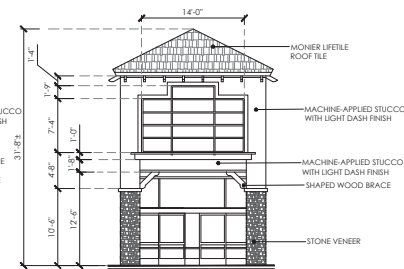 14'-0"
MONIER LIFETILE
ROOF TILE
1'-4"
1'-9"
STUCCO
MACHINE-APPLIED STUCCO
WITH LIGHT DASH FINISH
31'-8"±
7'-4"
1'-0"
MACHINE-APPLIED STUCCO
WITH LIGHT DASH FINISH
4'-8"
1'-8"
SHAPED WOOD BRACE
10'-6"
12'-6"
STONE VENEER